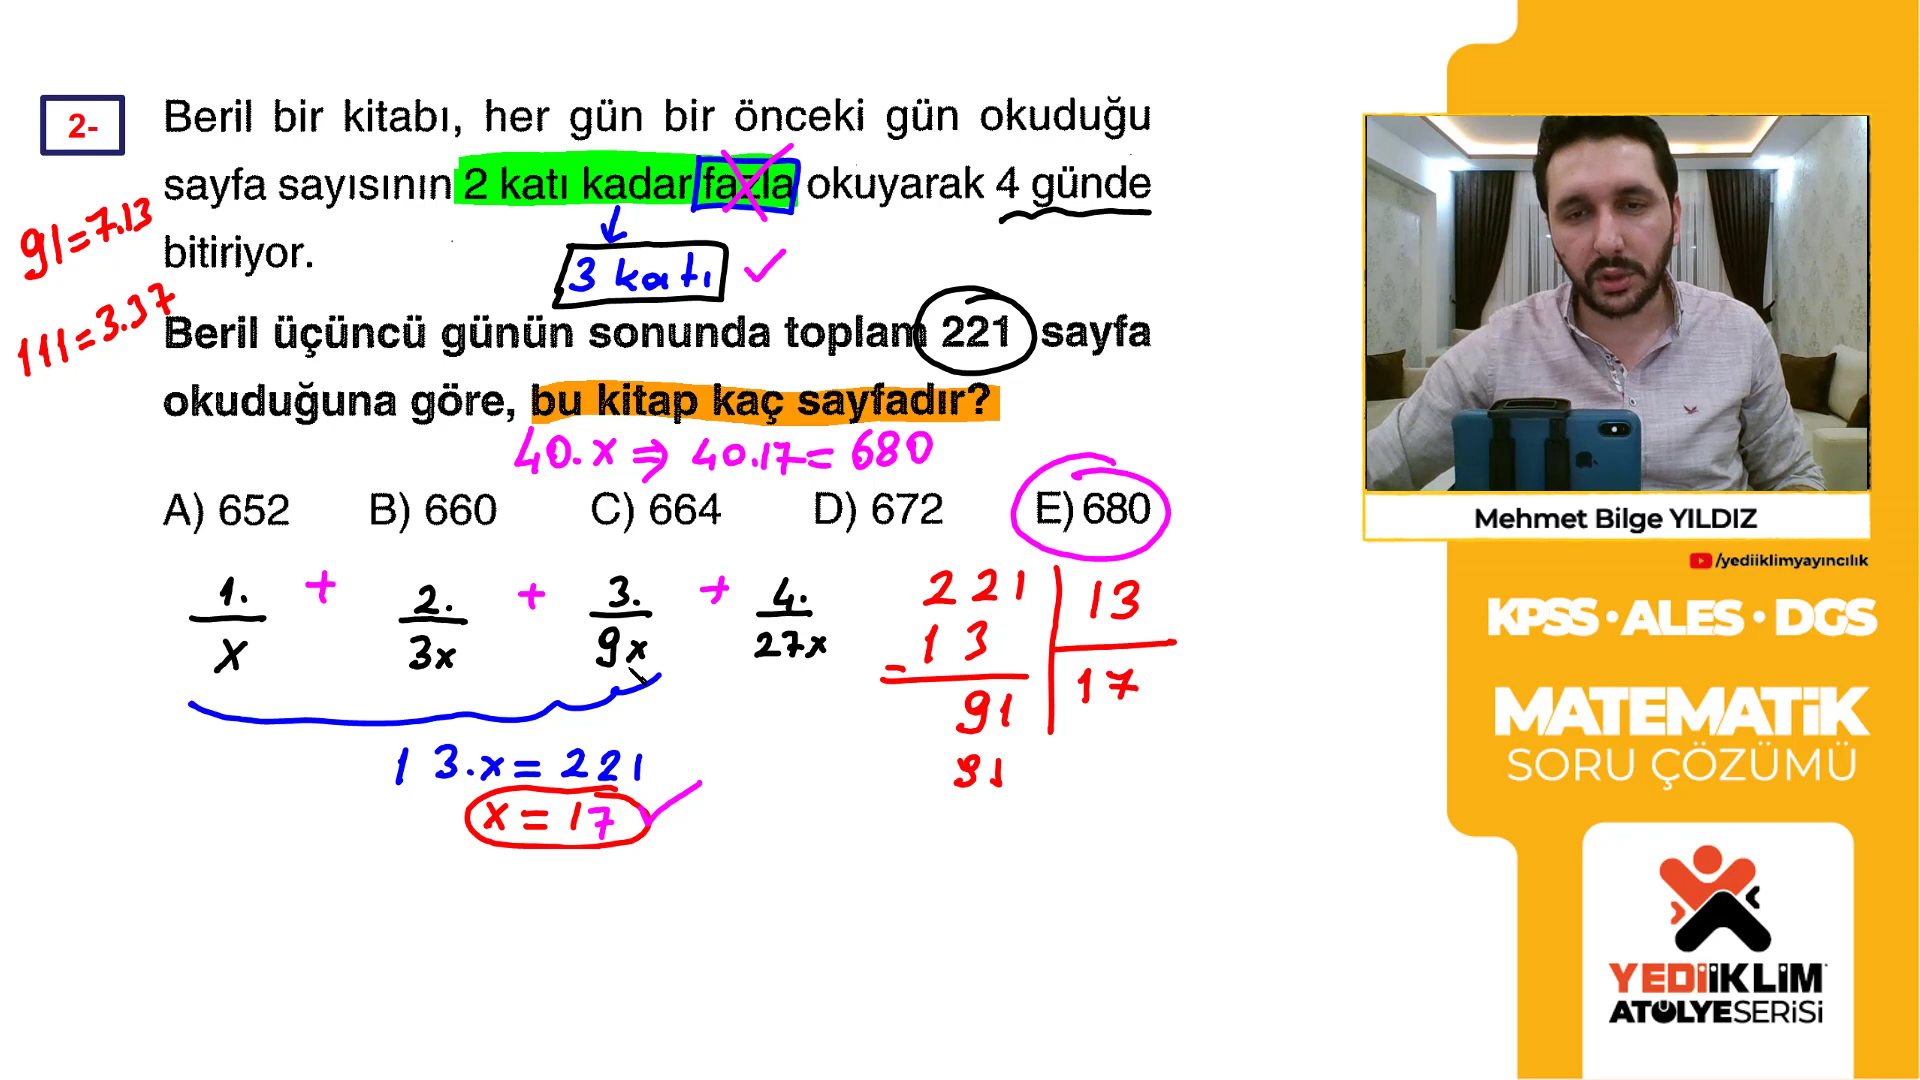 2-
Beril bir kitabı, her gün bir önceki gün okuduğu
sayfa sayısının 2 katı kadar fazla okuyarak 4 günde
bitiriyor.
3 katı
91=7.13
111=3.37
Beril üçüncü günün sonunda toplam 221 sayfa
okuduğuna göre, bu kitap kaç sayfadır?
40.x ⇒ 40.17 = 680
A) 652 B) 660 C) 664 D) 672 E) 680
1. + 2. + 3. + 4.
x 3x 9x 27x
13.x = 221
x = 17
221 13
- 13 17
91
91
Mehmet Bilge YILDIZ
/yediiklimyayıncılık
KPSS • ALES • DGS
MATEMATİK
SORU ÇÖZÜMÜ
YEDİİKLİM
ATÖLYESERİSİ